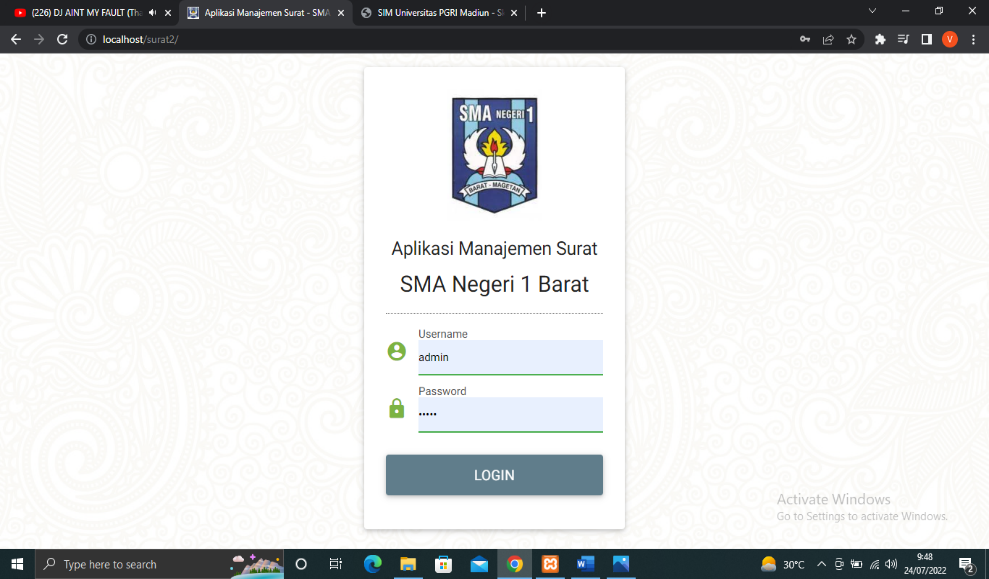 (226) DJ AINT MY FAULT (Tha
Aplikasi Manajemen Surat - SMA
SIM Universitas PGRI Madiun - S
localhost/surat2/
V
SMA NEGERI 1
BARAT - MAGETAN
Aplikasi Manajemen Surat
SMA Negeri 1 Barat
Username
admin
Password
•••••
LOGIN
Activate Windows
Go to Settings to activate Windows.
Type here to search
30°C
9:48
24/07/2022
2